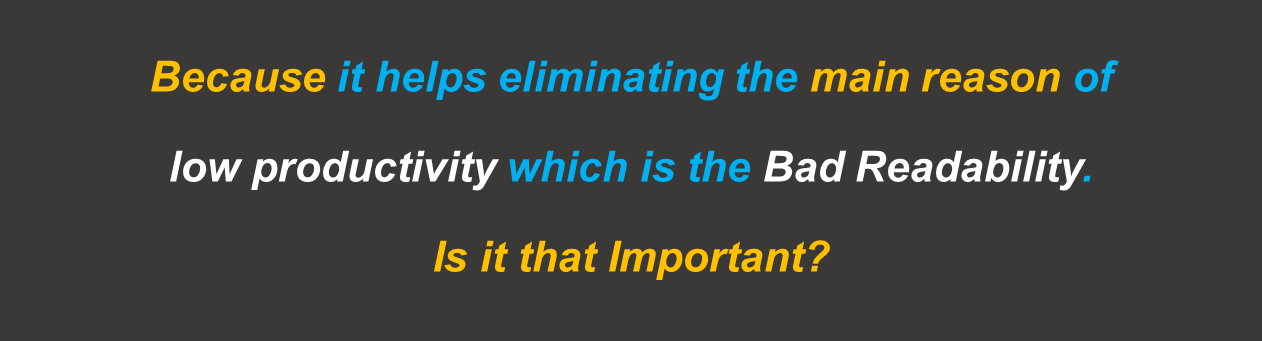 Because it helps eliminating the main reason of
low productivity which is the Bad Readability.
Is it that Important?